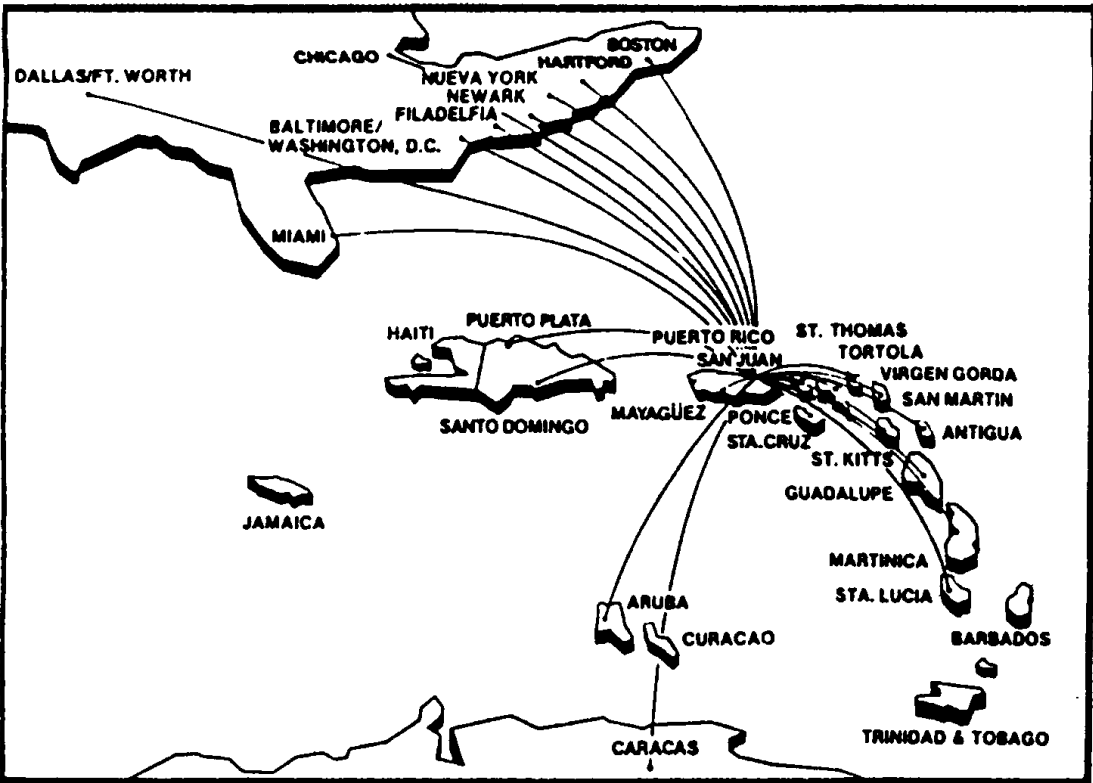 BOSTON
CHICAGO
HARTFORD
DALLAS/FT. WORTH
NUEVA YORK
NEWARK
FILADELFIA
BALTIMORE/
WASHINGTON, D.C.
MIAMI
HAITI
PUERTO PLATA
PUERTO RICO
ST. THOMAS
SAN JUAN
TORTOLA
VIRGEN GORDA
SAN MARTIN
MAYAGÜEZ
PONCE
SANTO DOMINGO
STA. CRUZ
ANTIGUA
ST. KITTS
GUADALUPE
JAMAICA
MARTINICA
STA. LUCIA
ARUBA
CURACAO
BARBADOS
TRINIDAD & TOBAGO
CARACAS